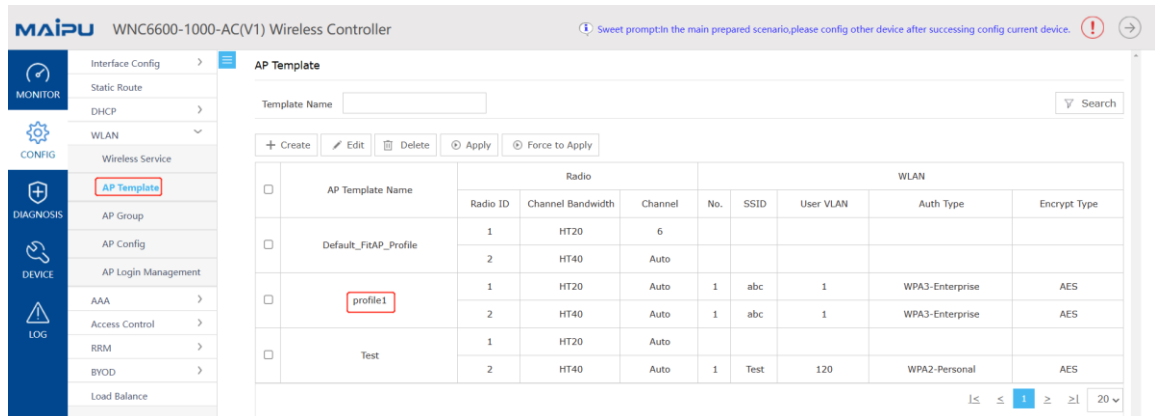 MAIPU WNC6600-1000-AC(V1) Wireless Controller
Sweet prompt:In the main prepared scenario,please config other device after successing config current device.
MONITOR
CONFIG
DIAGNOSIS
DEVICE
LOG
Interface Config
Static Route
DHCP
WLAN
Wireless Service
AP Template
AP Group
AP Config
AP Login Management
AAA
Access Control
RRM
BYOD
Load Balance
AP Template
Template Name
Search
+ Create Edit Delete Apply Force to Apply
AP Template Name Radio WLAN
Radio ID Channel Bandwidth Channel No. SSID User VLAN Auth Type Encrypt Type
Default_FitAP_Profile
1 HT20 6
2 HT40 Auto
profile1
1 HT20 Auto 1 abc 1 WPA3-Enterprise AES
2 HT40 Auto 1 abc 1 WPA3-Enterprise AES
Test
1 HT20 Auto
2 HT40 Auto 1 Test 120 WPA2-Personal AES
|< < 1 > >| 20